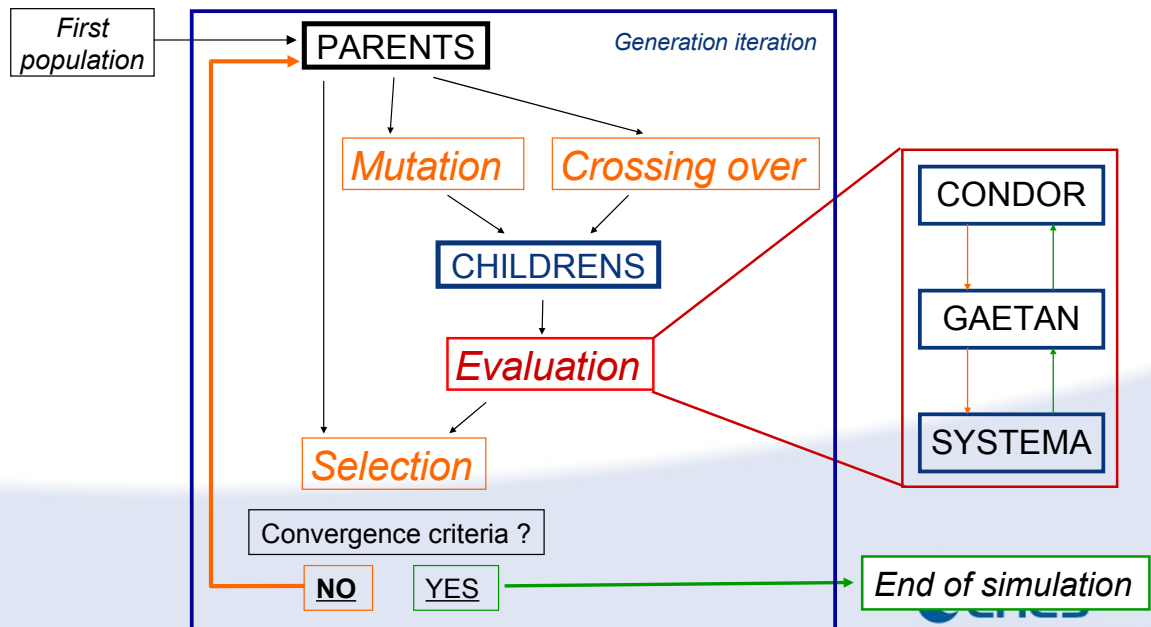 First
population
PARENTS
Generation iteration
Mutation
Crossing over
CHILDRENS
Evaluation
Selection
Convergence criteria ?
NO
YES
End of simulation
CONDOR
GAETAN
SYSTEMA